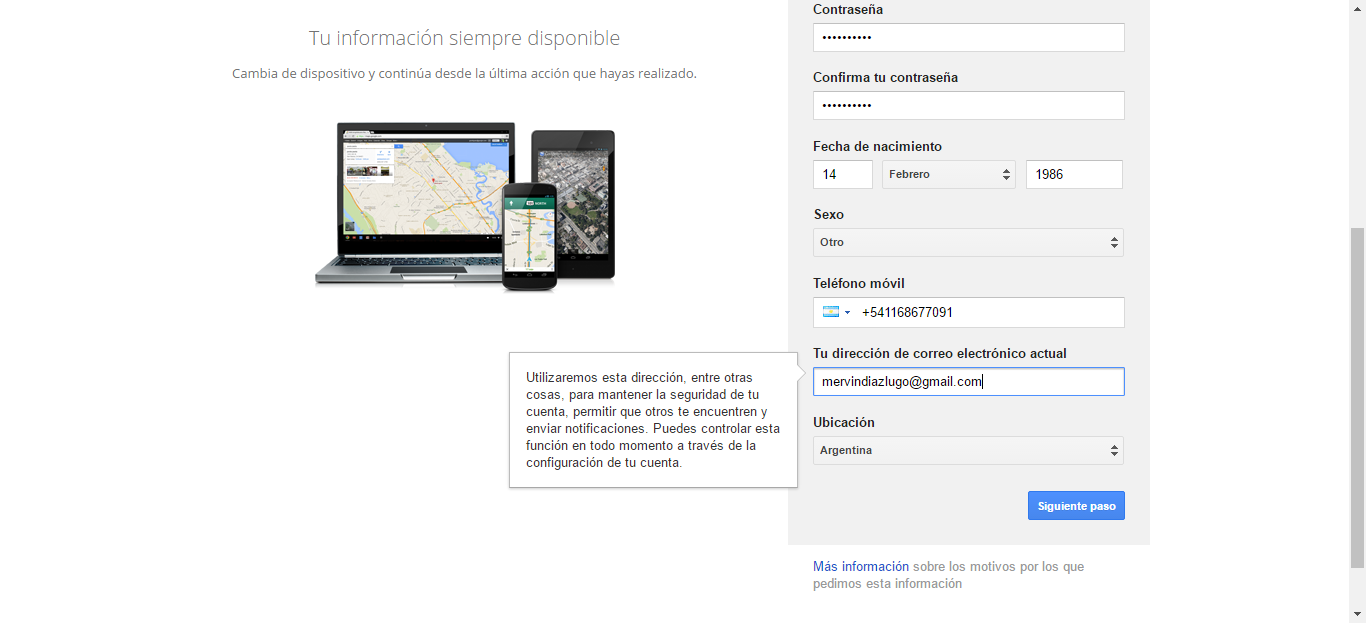 Tu información siempre disponible
Cambia de dispositivo y continúa desde la última acción que hayas realizado.
Contraseña
••••••••••
Confirma tu contraseña
••••••••••
Fecha de nacimiento
14 Febrero 1986
Sexo
Otro
Teléfono móvil
+541168677091
Tu dirección de correo electrónico actual
mervindiazlugo@gmail.com
Utilizaremos esta dirección, entre otras
cosas, para mantener la seguridad de tu
cuenta, permitir que otros te encuentren y
enviar notificaciones. Puedes controlar esta
función en todo momento a través de la
configuración de tu cuenta.
Ubicación
Argentina
Siguiente paso
Más información sobre los motivos por los que
pedimos esta información